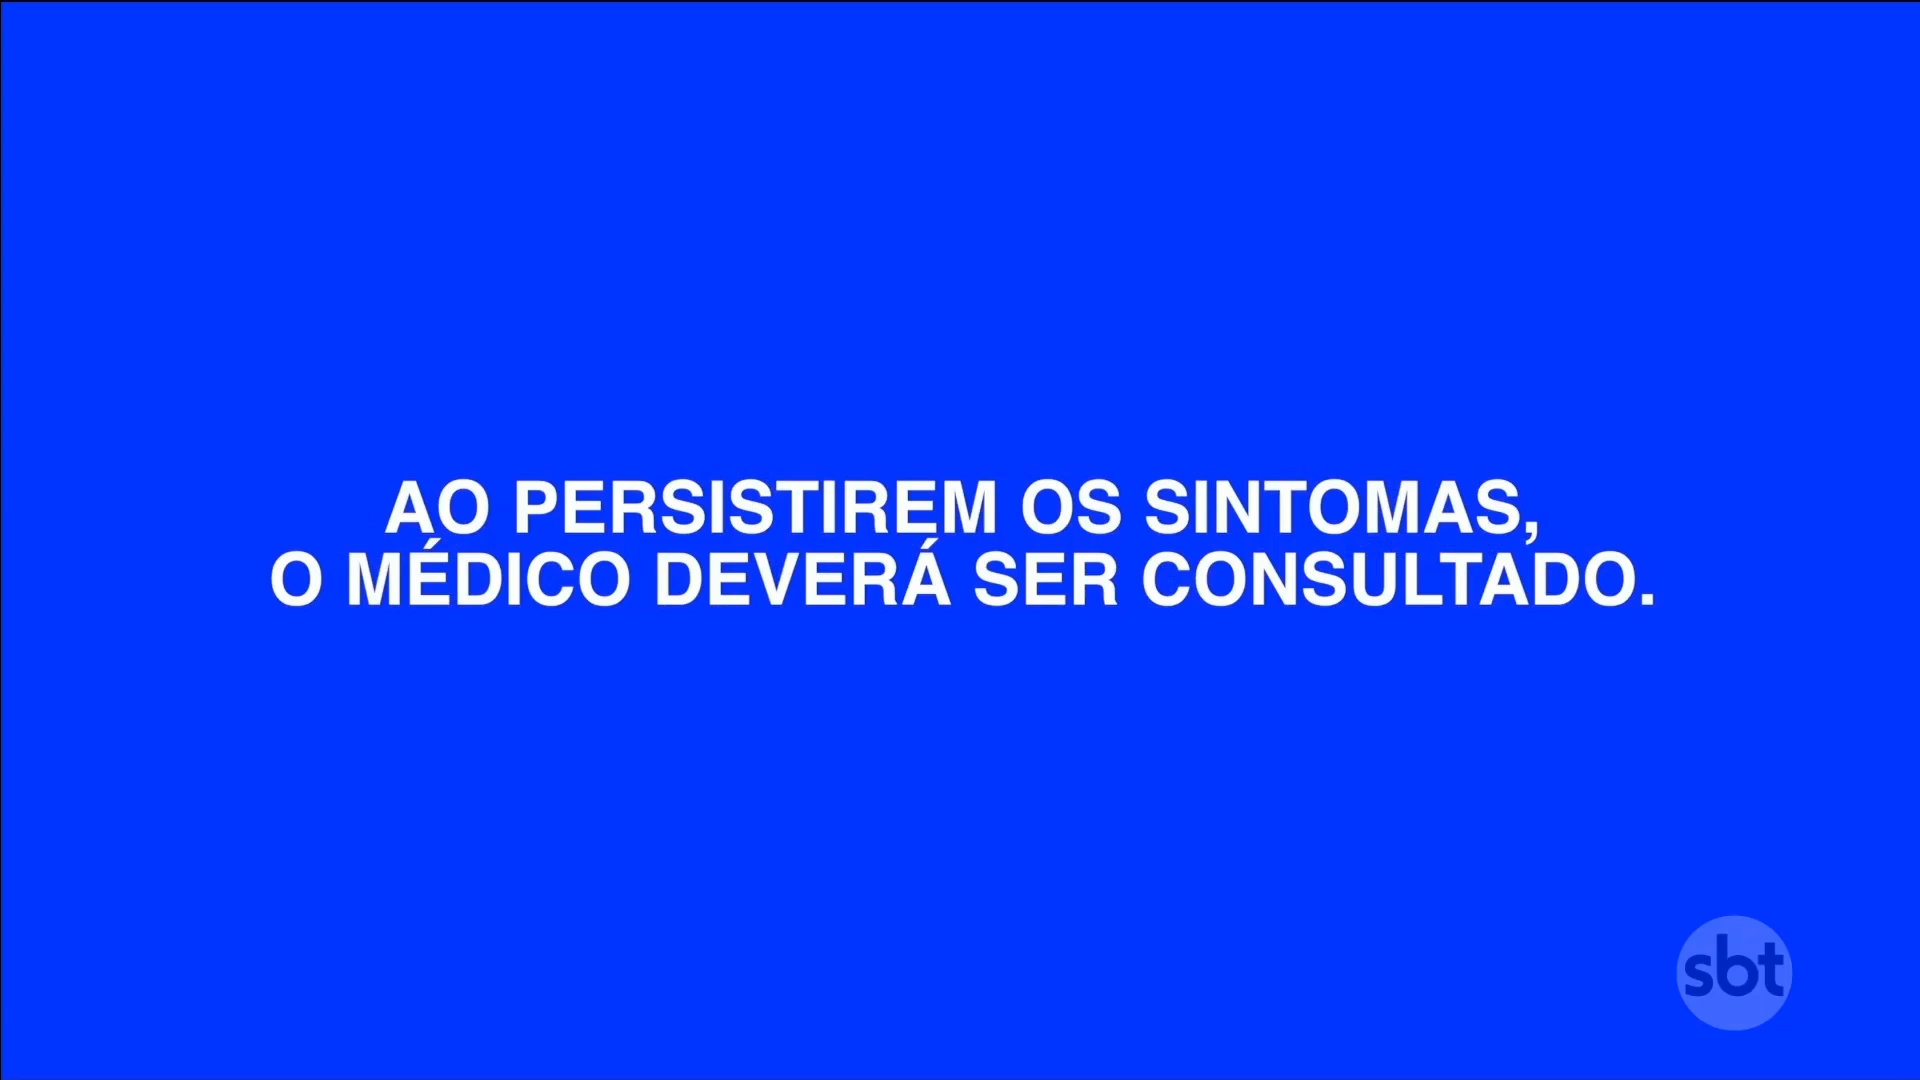 AO PERSISTIREM OS SINTOMAS,
O MÉDICO DEVERÁ SER CONSULTADO.
sbt